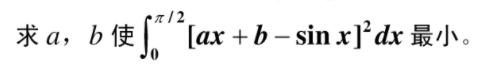 求 a，b 使 ∫₀^{π/2} [ax + b − sin x]² dx 最小。